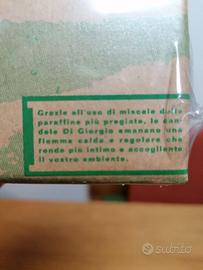 Grazie all'uso di miscele delle
paraffine più pregiate, le can-
dele Di Giorgio emanano una
fiamma calda e regolare che
rende più intimo e accogliente
il vostro ambiente.
subito